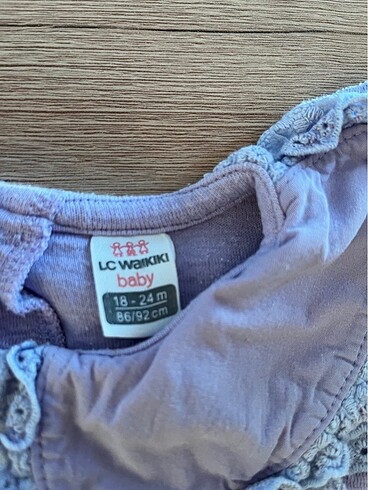 LC WAIKIKI
baby
18 - 24 m
86/92 cm